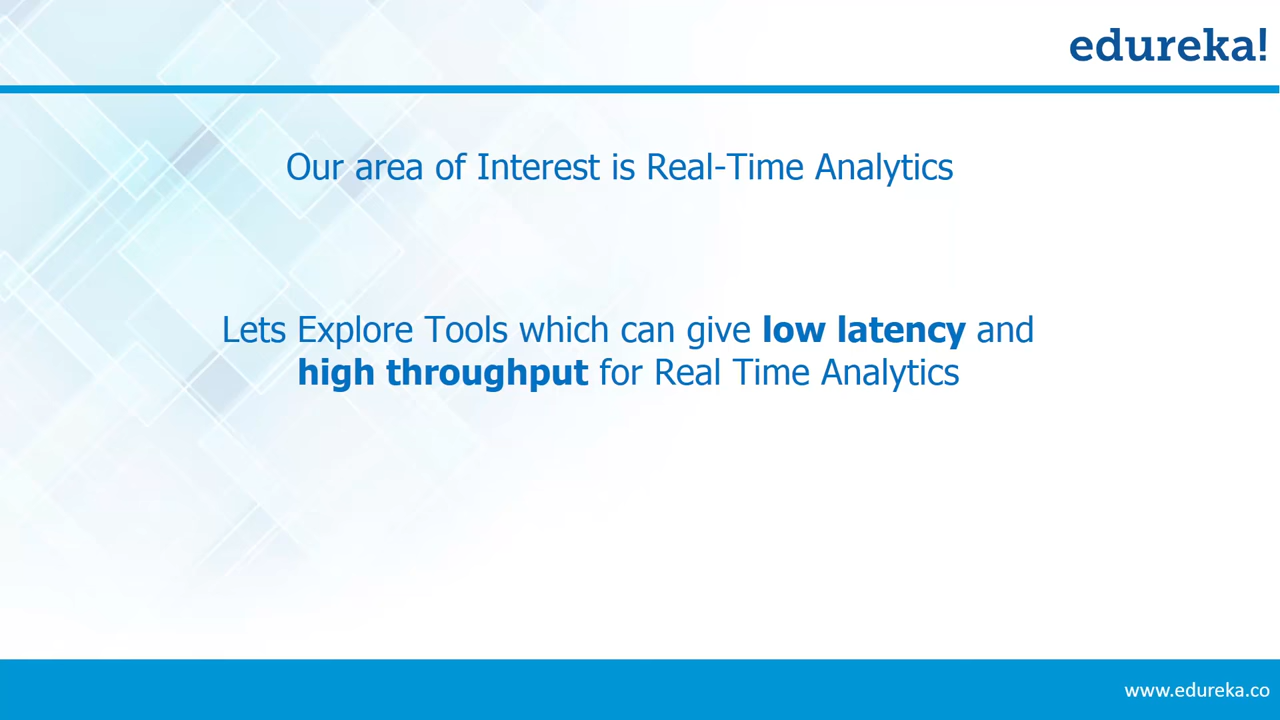 edureka!
Our area of Interest is Real-Time Analytics
Lets Explore Tools which can give low latency and
high throughput for Real Time Analytics
www.edureka.co